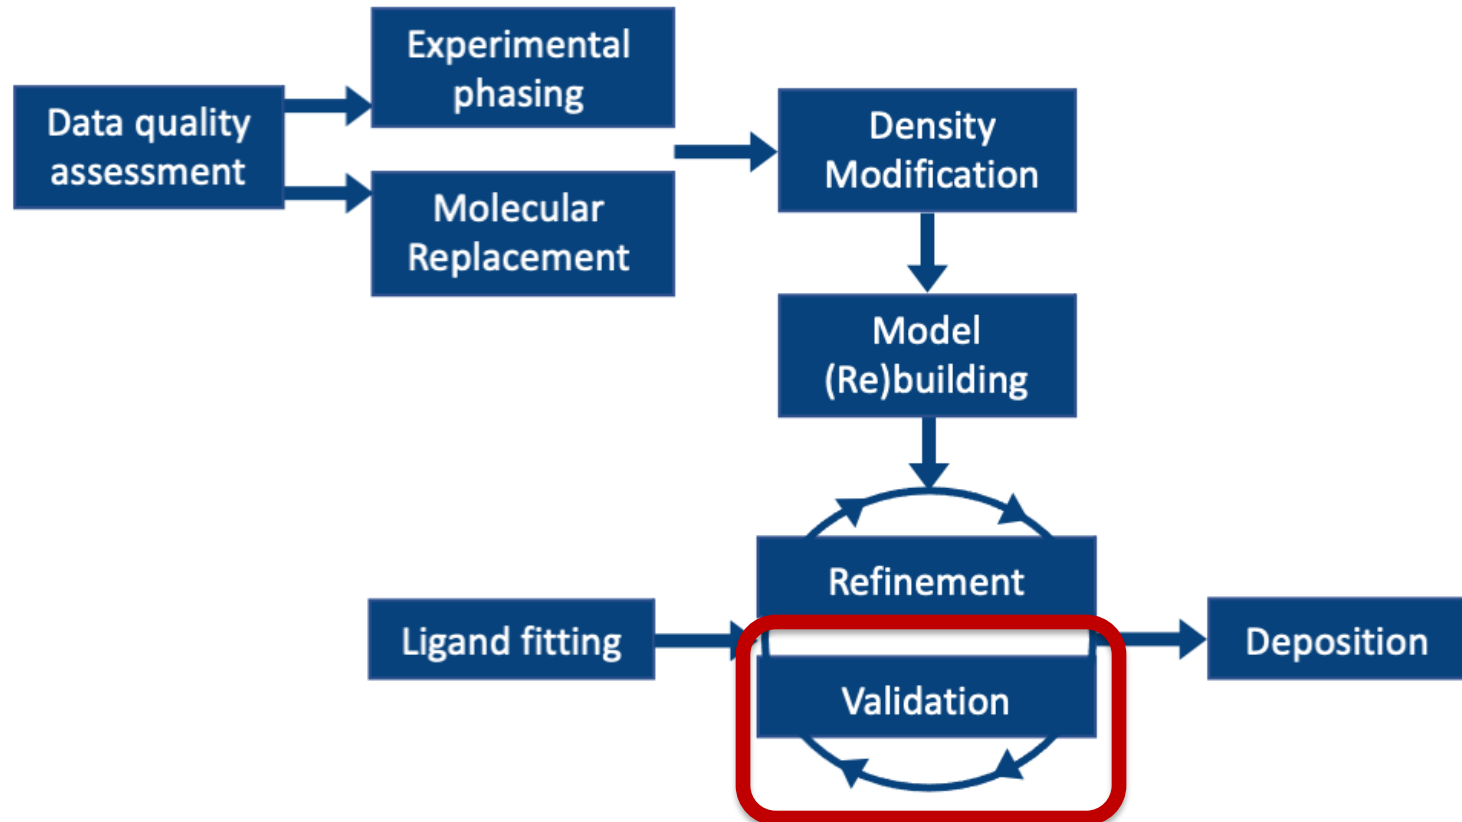 Data quality
assessment
Experimental
phasing
Molecular
Replacement
Density
Modification
Model
(Re)building
Refinement
Ligand fitting
Validation
Deposition